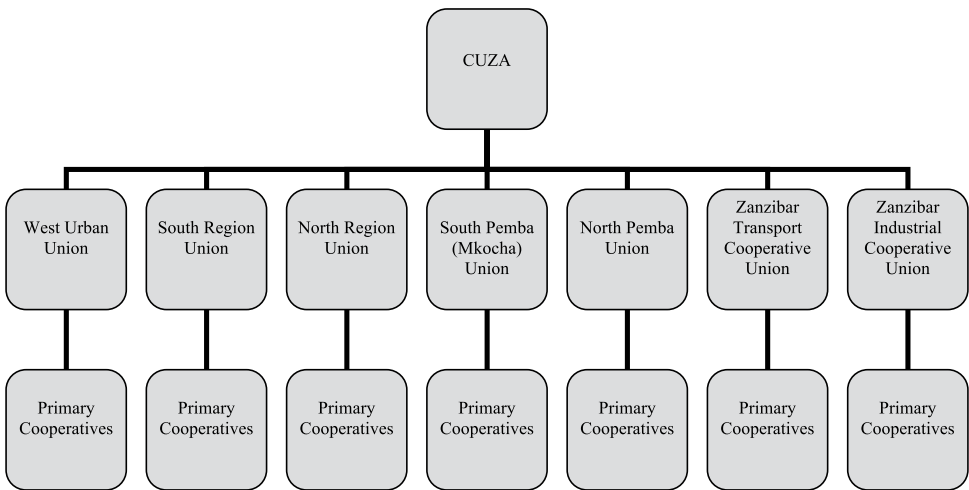 CUZA
West Urban
Union
South Region
Union
North Region
Union
South Pemba
(Mkocha)
Union
North Pemba
Union
Zanzibar
Transport
Cooperative
Union
Zanzibar
Industrial
Cooperative
Union
Primary
Cooperatives
Primary
Cooperatives
Primary
Cooperatives
Primary
Cooperatives
Primary
Cooperatives
Primary
Cooperatives
Primary
Cooperatives